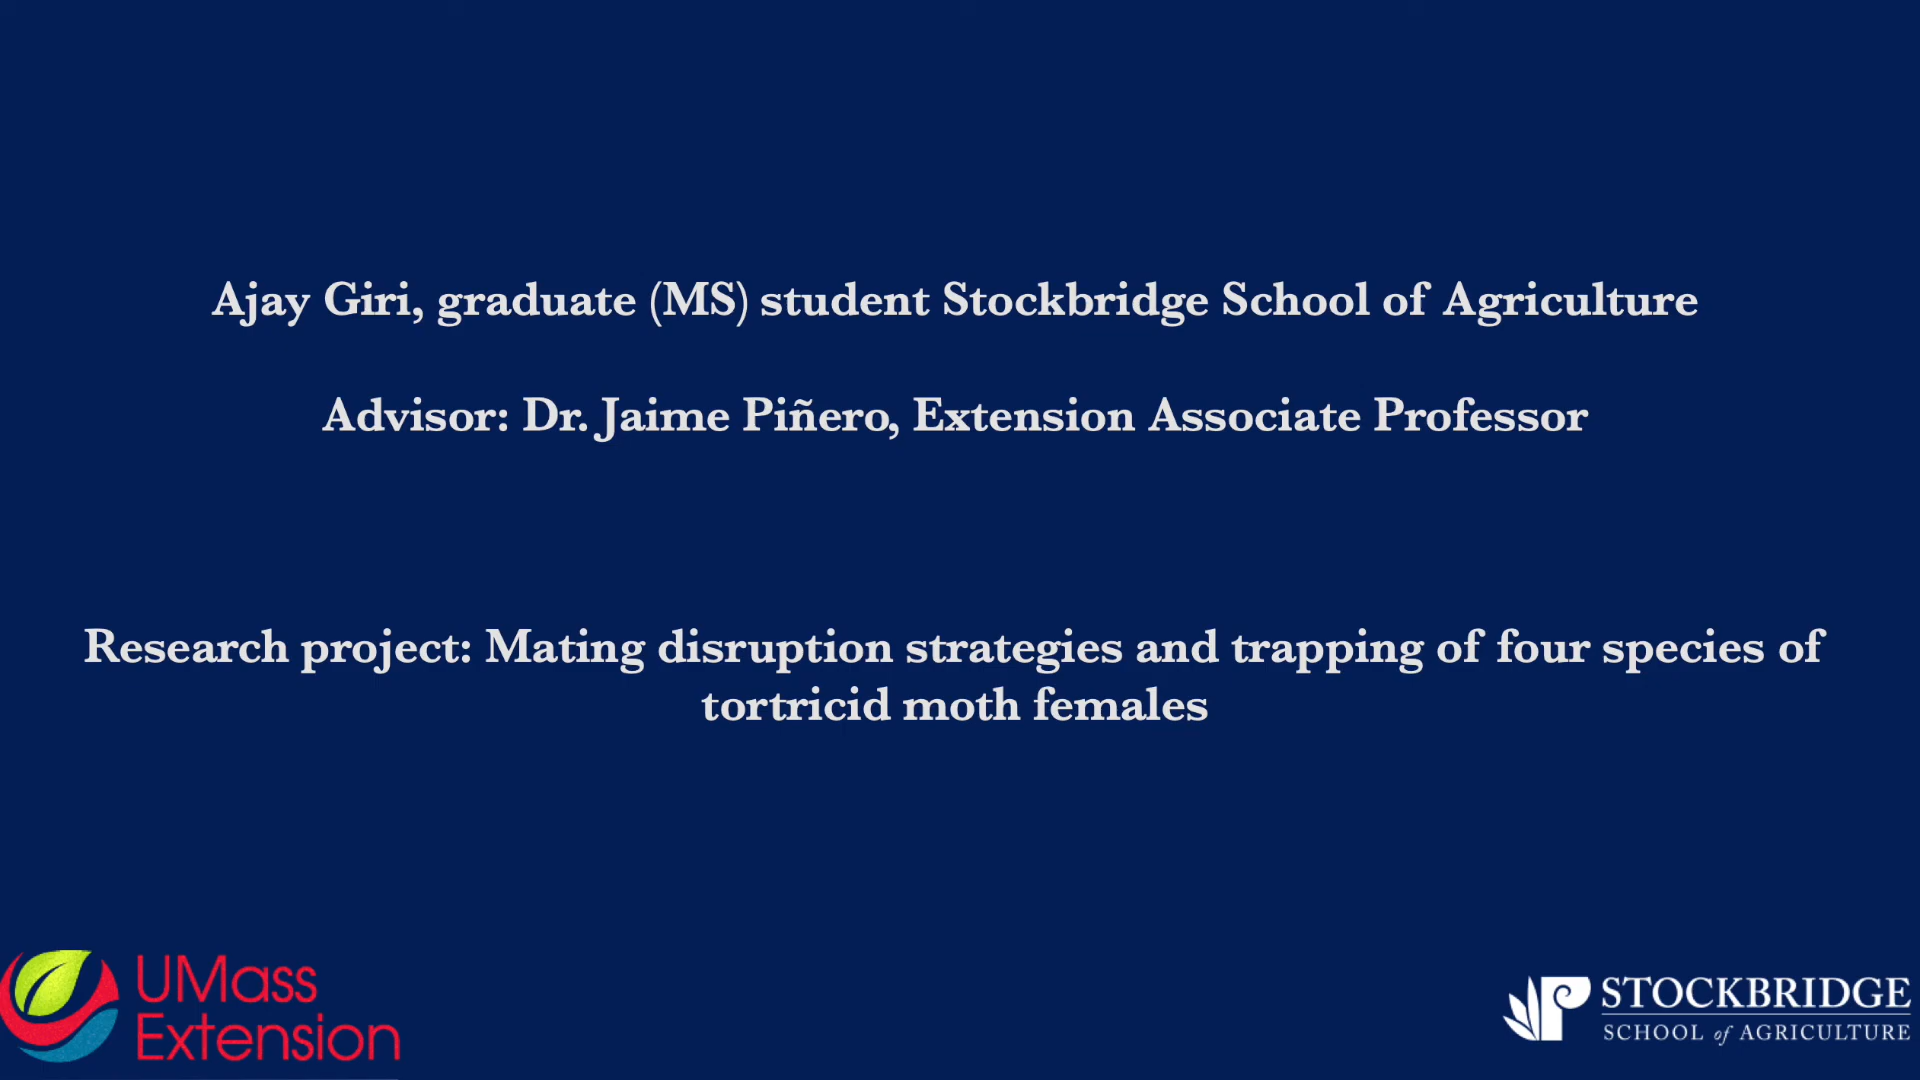 Ajay Giri, graduate (MS) student Stockbridge School of Agriculture
Advisor: Dr. Jaime Piñero, Extension Associate Professor
Research project: Mating disruption strategies and trapping of four species of
tortricid moth females
UMass
Extension
STOCKBRIDGE
SCHOOL of AGRICULTURE